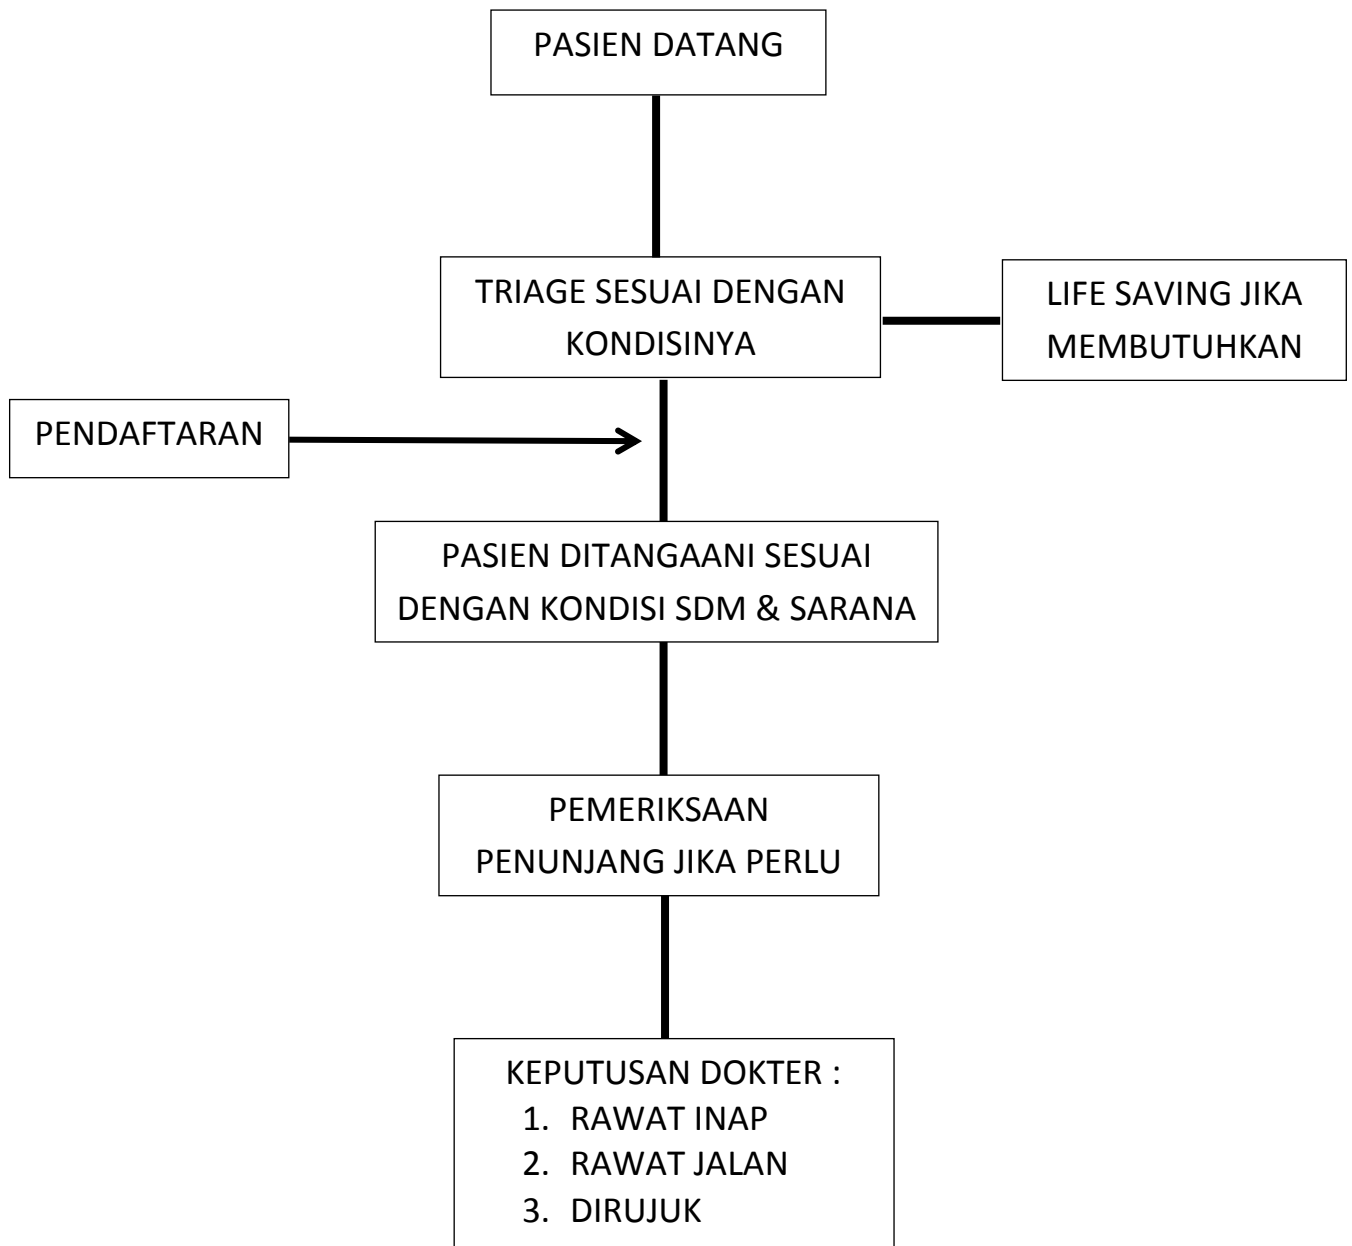 PASIEN DATANG
TRIAGE SESUAI DENGAN
KONDISINYA
LIFE SAVING JIKA
MEMBUTUHKAN
PENDAFTARAN
PASIEN DITANGAANI SESUAI
DENGAN KONDISI SDM & SARANA
PEMERIKSAAN
PENUNJANG JIKA PERLU
KEPUTUSAN DOKTER :
1. RAWAT INAP
2. RAWAT JALAN
3. DIRUJUK